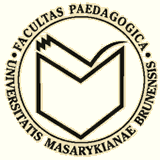 • FACULTAS PAEDAGOGICA •
UNIVERSITATIS MASARYKIANAE BRUNENSIS